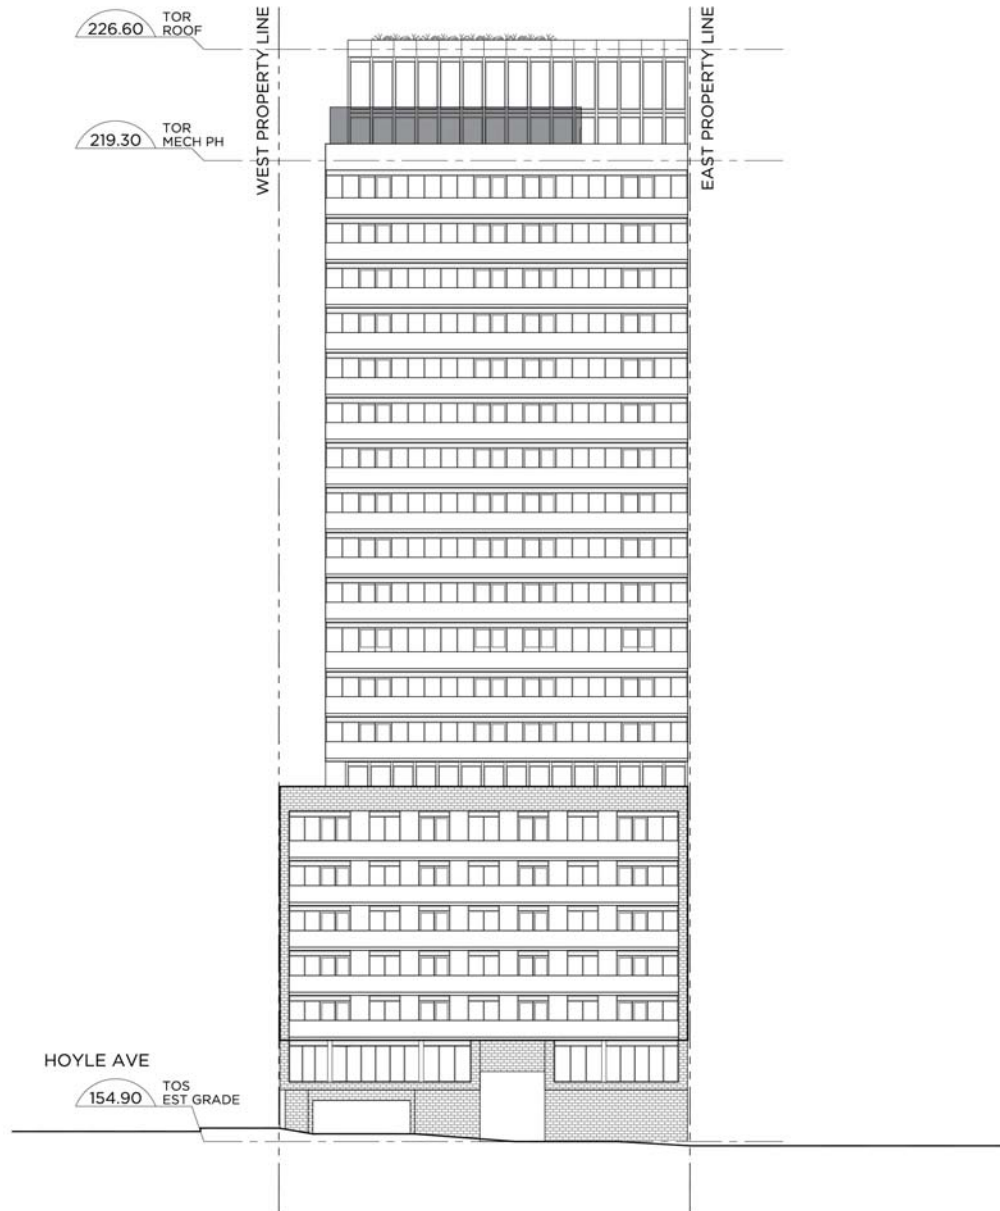 226.60
TOR
ROOF
WEST PROPERTY LINE
EAST PROPERTY LINE
219.30
TOR
MECH PH
HOYLE AVE
154.90
TOS
EST GRADE